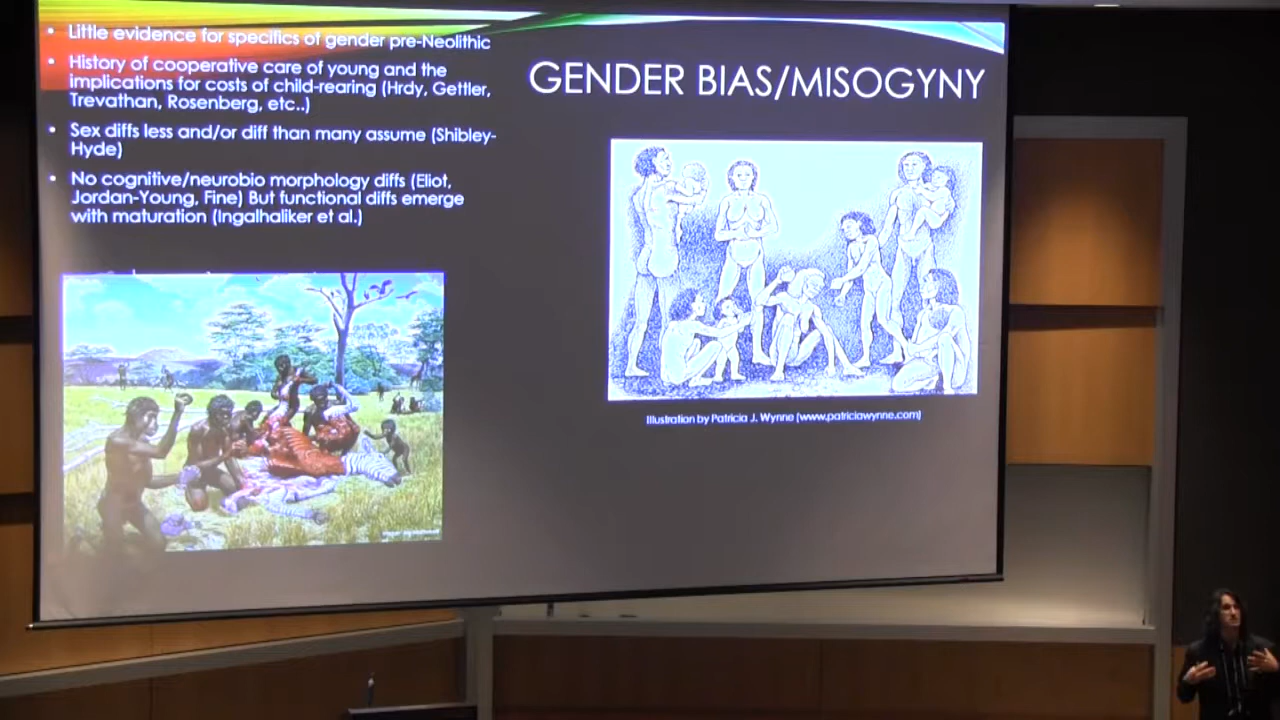 Little evidence for specifics of gender pre-Neolithic
History of cooperative care of young and the
implications for costs of child-rearing (Hrdy, Gettler,
Trevathan, Rosenberg, etc..)
Sex diffs less and/or diff than many assume (Shibley-
Hyde)
No cognitive/neurobio morphology diffs (Eliot,
Jordan-Young, Fine) But functional diffs emerge
with maturation (Ingalhaliker et al.)
GENDER BIAS/MISOGYNY
Illustration by Patricia J. Wynne (www.patriciawynne.com)